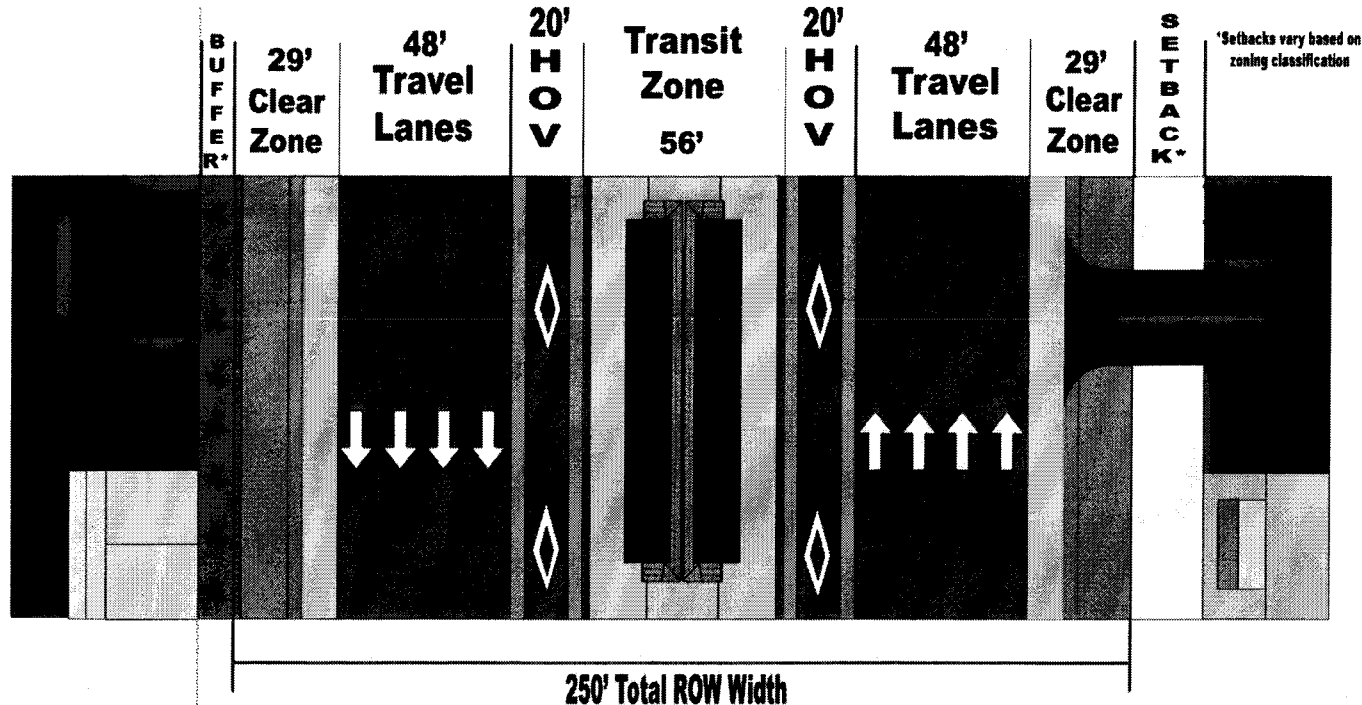 BUFFER*
29'
Clear
Zone
48'
Travel
Lanes
20'
HOV
Transit
Zone
56'
20'
HOV
48'
Travel
Lanes
29'
Clear
Zone
SETBACK*
*Setbacks vary based on
zoning classification
250' Total ROW Width